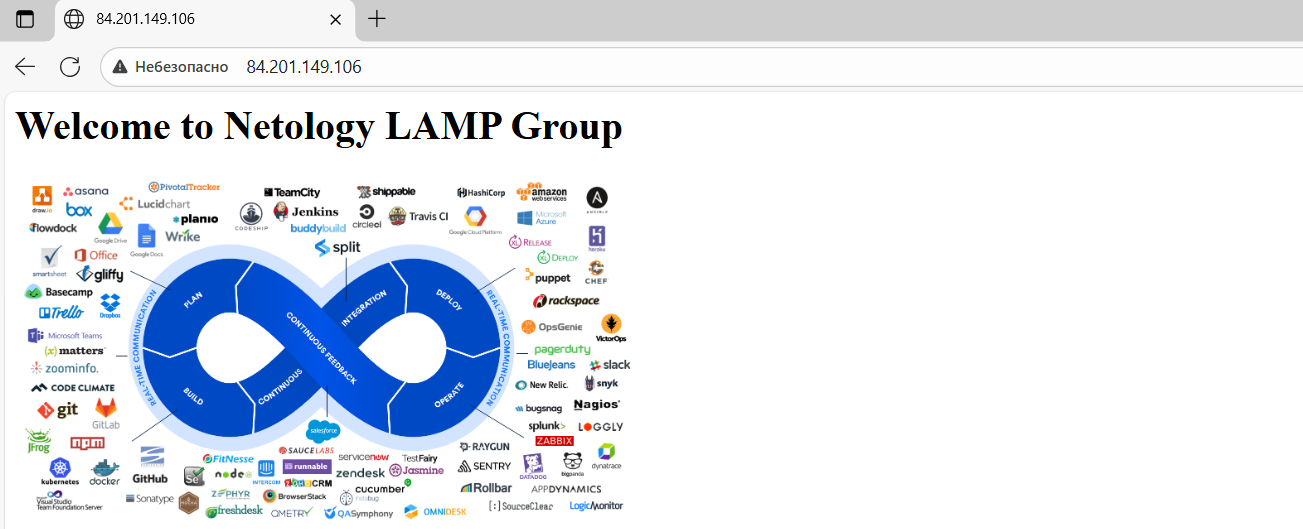 84.201.149.106
Небезопасно 84.201.149.106
Welcome to Netology LAMP Group
draw.io
asana
PivotalTracker
TeamCity
shippable
HashiCorp
amazon
web services
ANSIBLE
box
Lucidchart
planio
CODESHIP
Jenkins
buddybuild
circleci
Travis CI
Google Cloud Platform
Microsoft
Azure
flowdock
Google Drive
Google Docs
Wrike
split
XL RELEASE
heroku
smartsheet
Office
gliffy
XL DEPLOY
puppet
CHEF
Basecamp
Trello
Dropbox
rackspace
Microsoft Teams
(x) matters
zoominfo.
OpsGenie
VictorOps
pagerduty
BlueJeans
slack
CODE CLIMATE
git
GitLab
New Relic.
snyk
bugsnog
Nagios
splunk>
LOGGLY
ZABBIX
REAL-TIME COMMUNICATION
PLAN
BUILD
CONTINUOUS
INTEGRATION
CONTINUOUS FEEDBACK
DEPLOY
OPERATE
REAL-TIME COMMUNICATION
JFrog
npm
kubernetes
docker
GitHub
Visual Studio
Team Foundation Server
Sonatype
Se
FitNesse
node
ZEPHYR
freshdesk
salesforce
SAUCELABS
INTERCOM
runnable
CRM
BrowserStack
QMETRY
servicenow
zendesk
TestFairy
Jasmine
cucumber
QASymphony
OMNIDESK
RAYGUN
SENTRY
DATADOG
bigpanda
dynatrace
Rollbar
APPDYNAMICS
[:]SourceClear
LogicMonitor